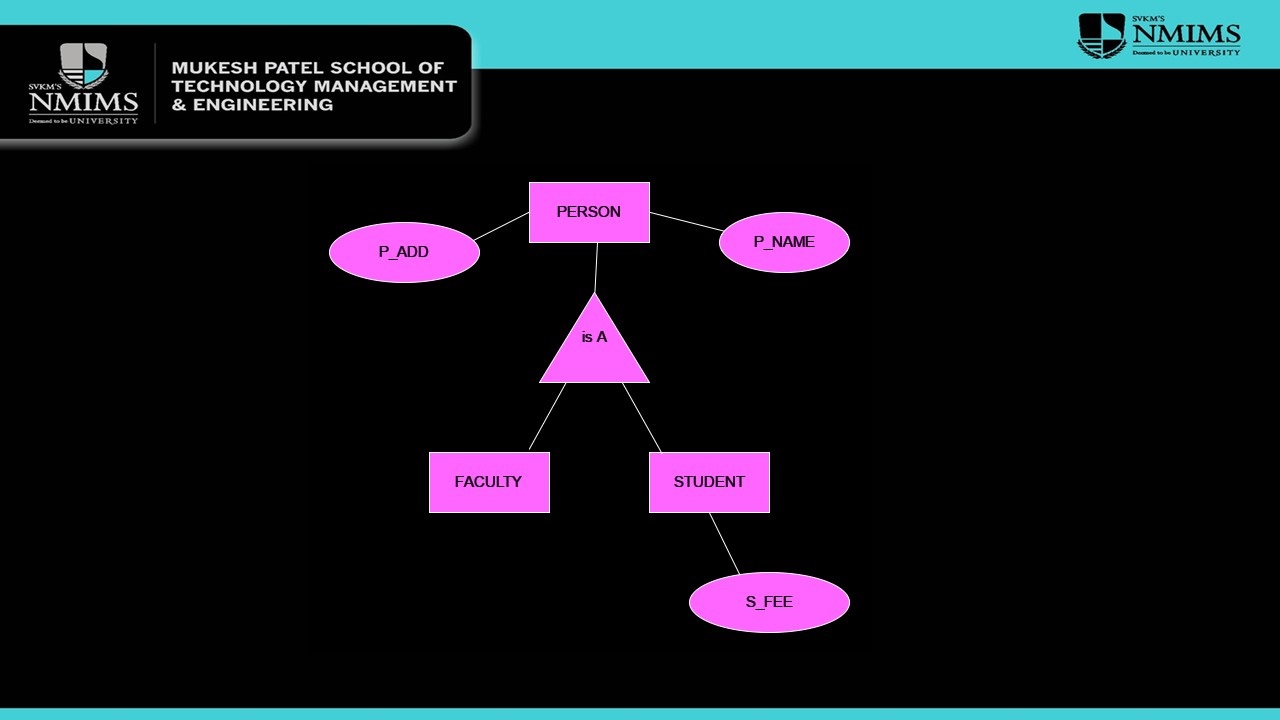 SVKM'S
NMIMS
Deemed to be UNIVERSITY
MUKESH PATEL SCHOOL OF
TECHNOLOGY MANAGEMENT
& ENGINEERING
SVKM'S
NMIMS
Deemed to be UNIVERSITY
PERSON
P_ADD
P_NAME
is A
FACULTY
STUDENT
S_FEE